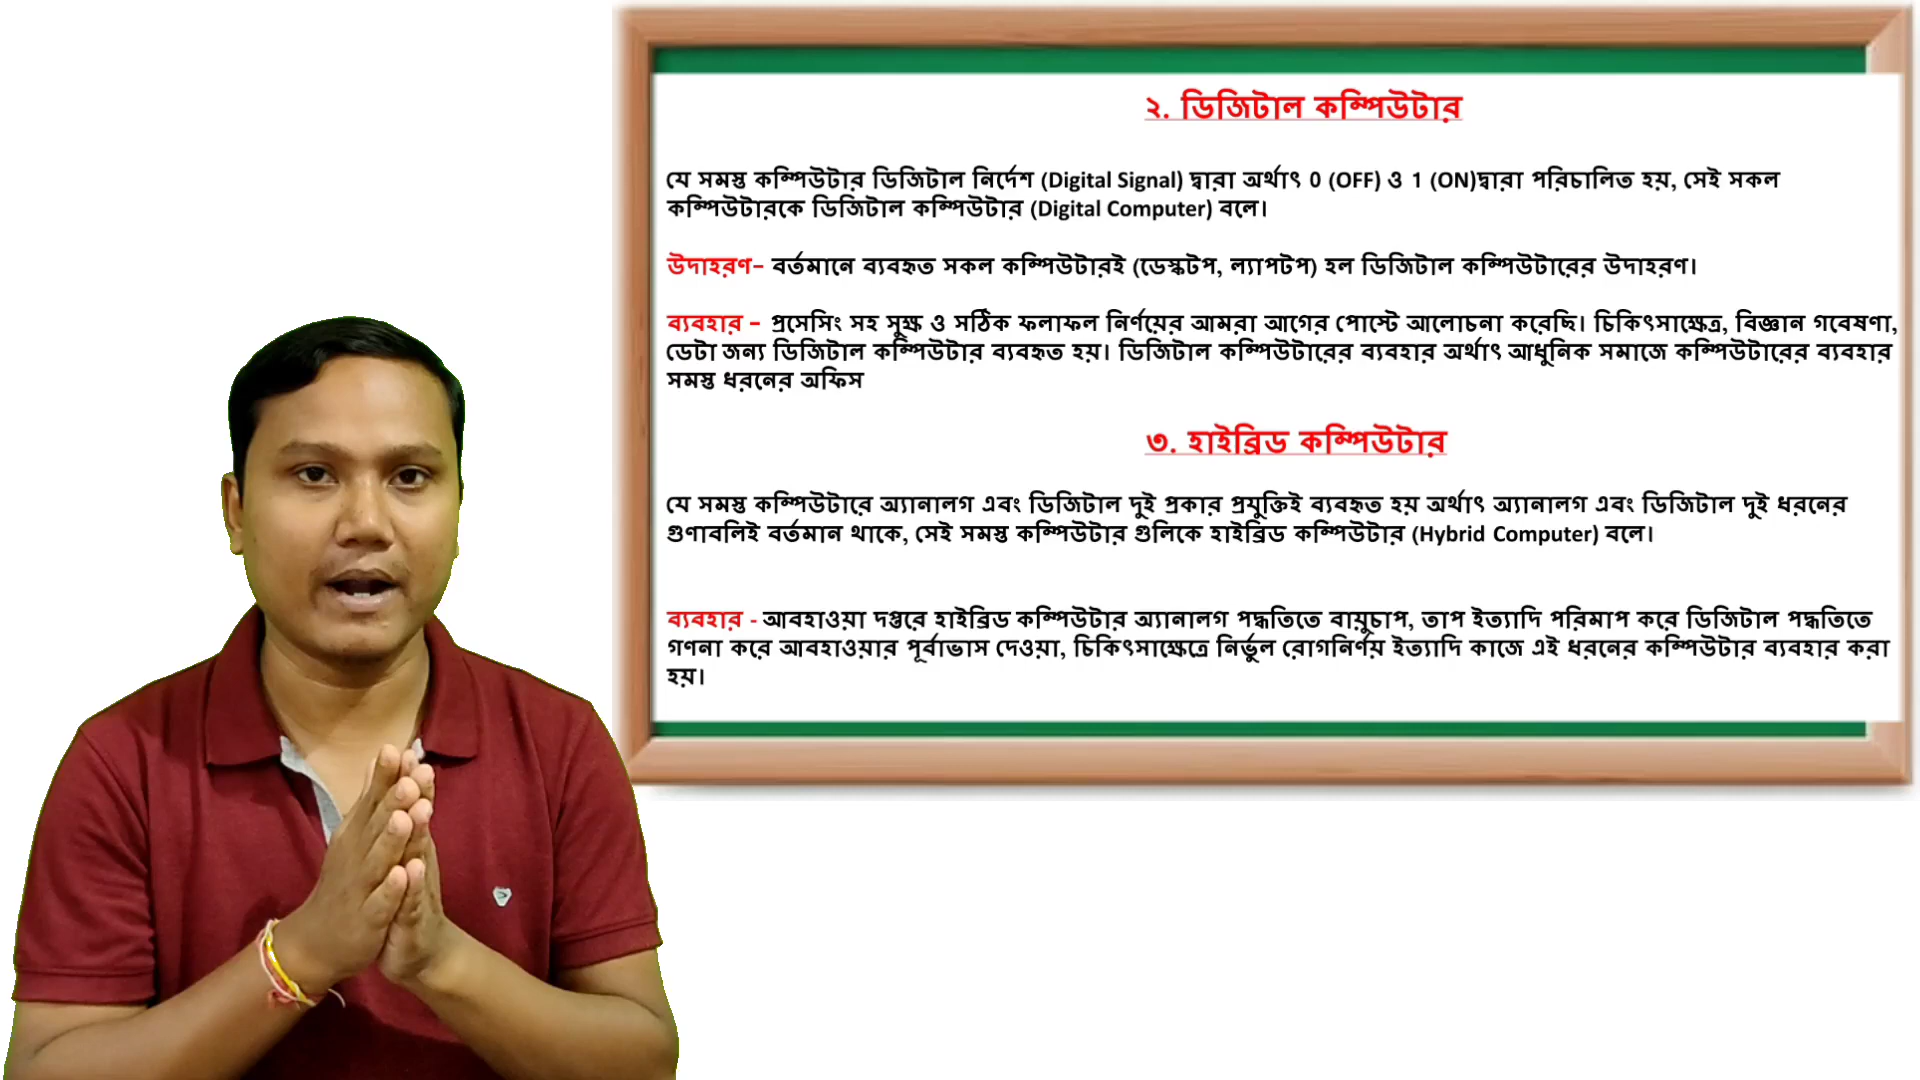 ২. ডিজিটাল কম্পিউটার
যে সমস্ত কম্পিউটার ডিজিটাল নির্দেশ (Digital Signal) দ্বারা অর্থাৎ 0 (OFF) ও 1 (ON)দ্বারা পরিচালিত হয়, সেই সকল
কম্পিউটারকে ডিজিটাল কম্পিউটার (Digital Computer) বলে।
উদাহরণ– বর্তমানে ব্যবহৃত সকল কম্পিউটারই (ডেস্কটপ, ল্যাপটপ) হল ডিজিটাল কম্পিউটারের উদাহরণ।
ব্যবহার – প্রসেসিং সহ সুক্ষ ও সঠিক ফলাফল নির্ণয়ের আমরা আগের পোস্টে আলোচনা করেছি। চিকিৎসাক্ষেত্র, বিজ্ঞান গবেষণা,
ডেটা জন্য ডিজিটাল কম্পিউটার ব্যবহৃত হয়। ডিজিটাল কম্পিউটারের ব্যবহার অর্থাৎ আধুনিক সমাজে কম্পিউটারের ব্যবহার
সমস্ত ধরনের অফিস
৩. হাইব্রিড কম্পিউটার
যে সমস্ত কম্পিউটারে অ্যানালগ এবং ডিজিটাল দুই প্রকার প্রযুক্তিই ব্যবহৃত হয় অর্থাৎ অ্যানালগ এবং ডিজিটাল দুই ধরনের
গুণাবলিই বর্তমান থাকে, সেই সমস্ত কম্পিউটার গুলিকে হাইব্রিড কম্পিউটার (Hybrid Computer) বলে।
ব্যবহার - আবহাওয়া দপ্তরে হাইব্রিড কম্পিউটার অ্যানালগ পদ্ধতিতে বায়ুচাপ, তাপ ইত্যাদি পরিমাপ করে ডিজিটাল পদ্ধতিতে
গণনা করে আবহাওয়ার পূর্বাভাস দেওয়া, চিকিৎসাক্ষেত্রে নির্ভুল রোগনির্ণয় ইত্যাদি কাজে এই ধরনের কম্পিউটার ব্যবহার করা
হয়।